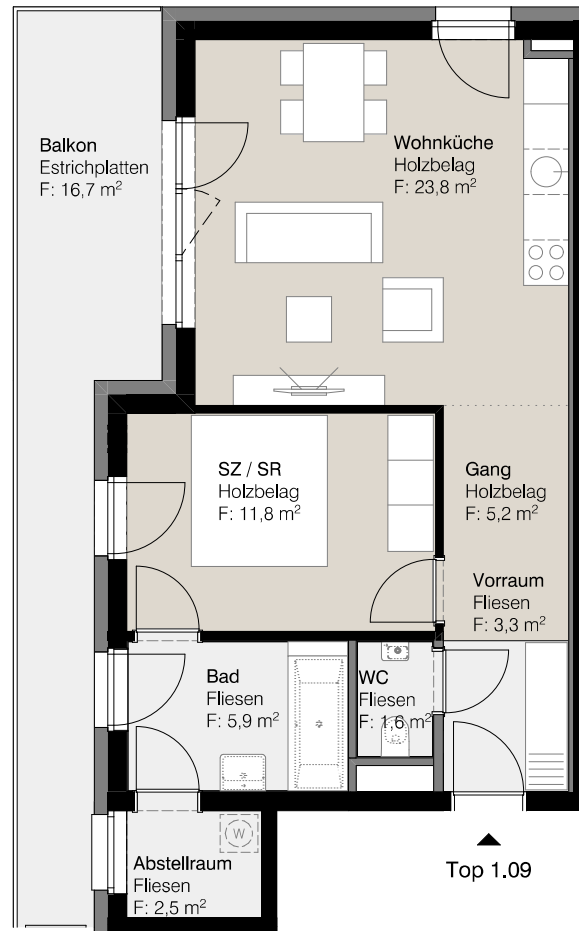 Balkon
Estrichplatten
F: 16,7 m²
Wohnküche
Holzbelag
F: 23,8 m²
SZ / SR
Holzbelag
F: 11,8 m²
Gang
Holzbelag
F: 5,2 m²
Vorraum
Fliesen
F: 3,3 m²
Bad
Fliesen
F: 5,9 m²
WC
Fliesen
F: 1,6 m²
W
Abstellraum
Fliesen
F: 2,5 m²
Top 1.09